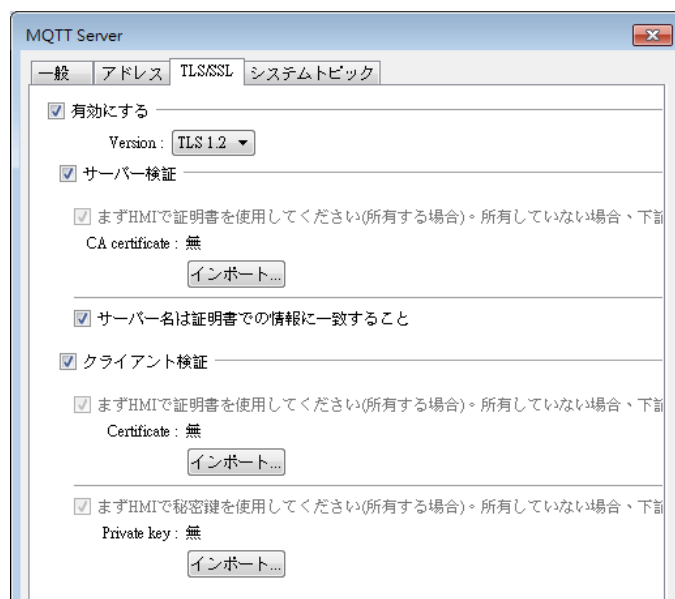 MQTT Server
一般 アドレス TLS/SSL システムトピック
有効にする
Version : TLS 1.2
サーバー検証
まずHMIで証明書を使用してください(所有する場合)。所有していない場合、下記
CA certificate : 無
インポート...
サーバー名は証明書での情報に一致すること
クライアント検証
まずHMIで証明書を使用してください(所有する場合)。所有していない場合、下記
Certificate : 無
インポート...
まずHMIで秘密鍵を使用してください(所有する場合)。所有していない場合、下記
Private key : 無
インポート...